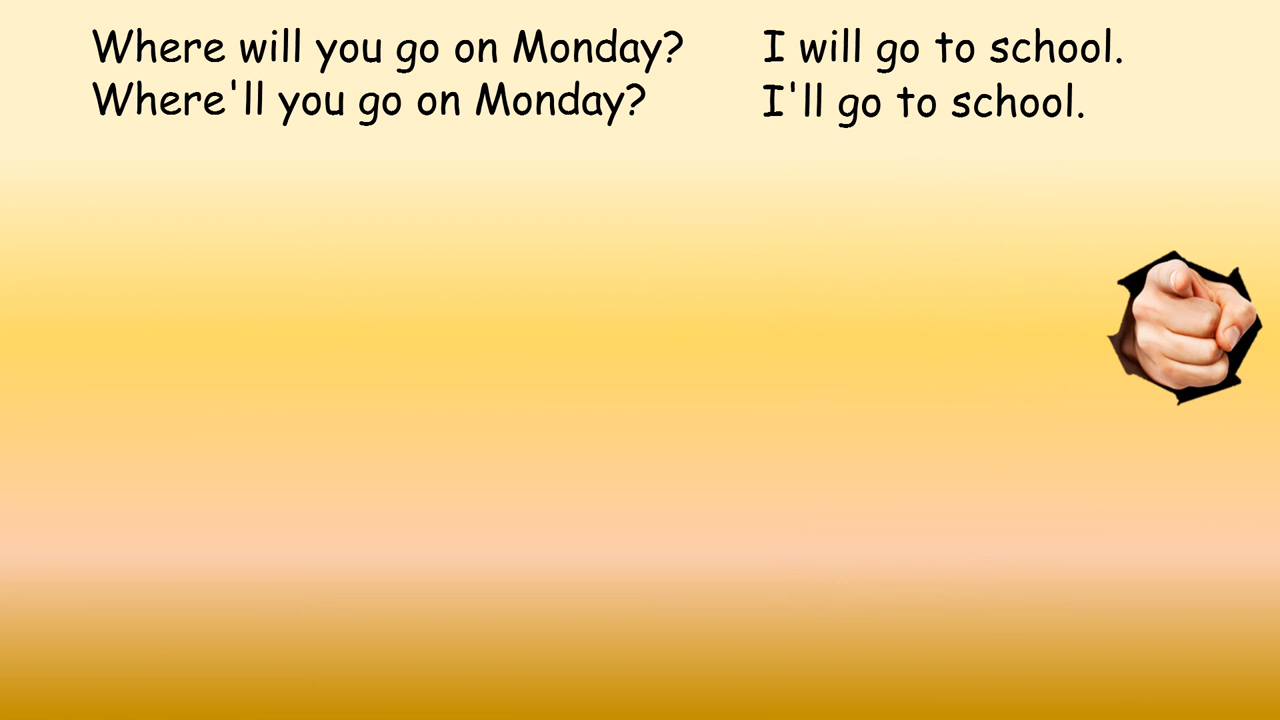 Where will you go on Monday?
Where'll you go on Monday?
I will go to school.
I'll go to school.